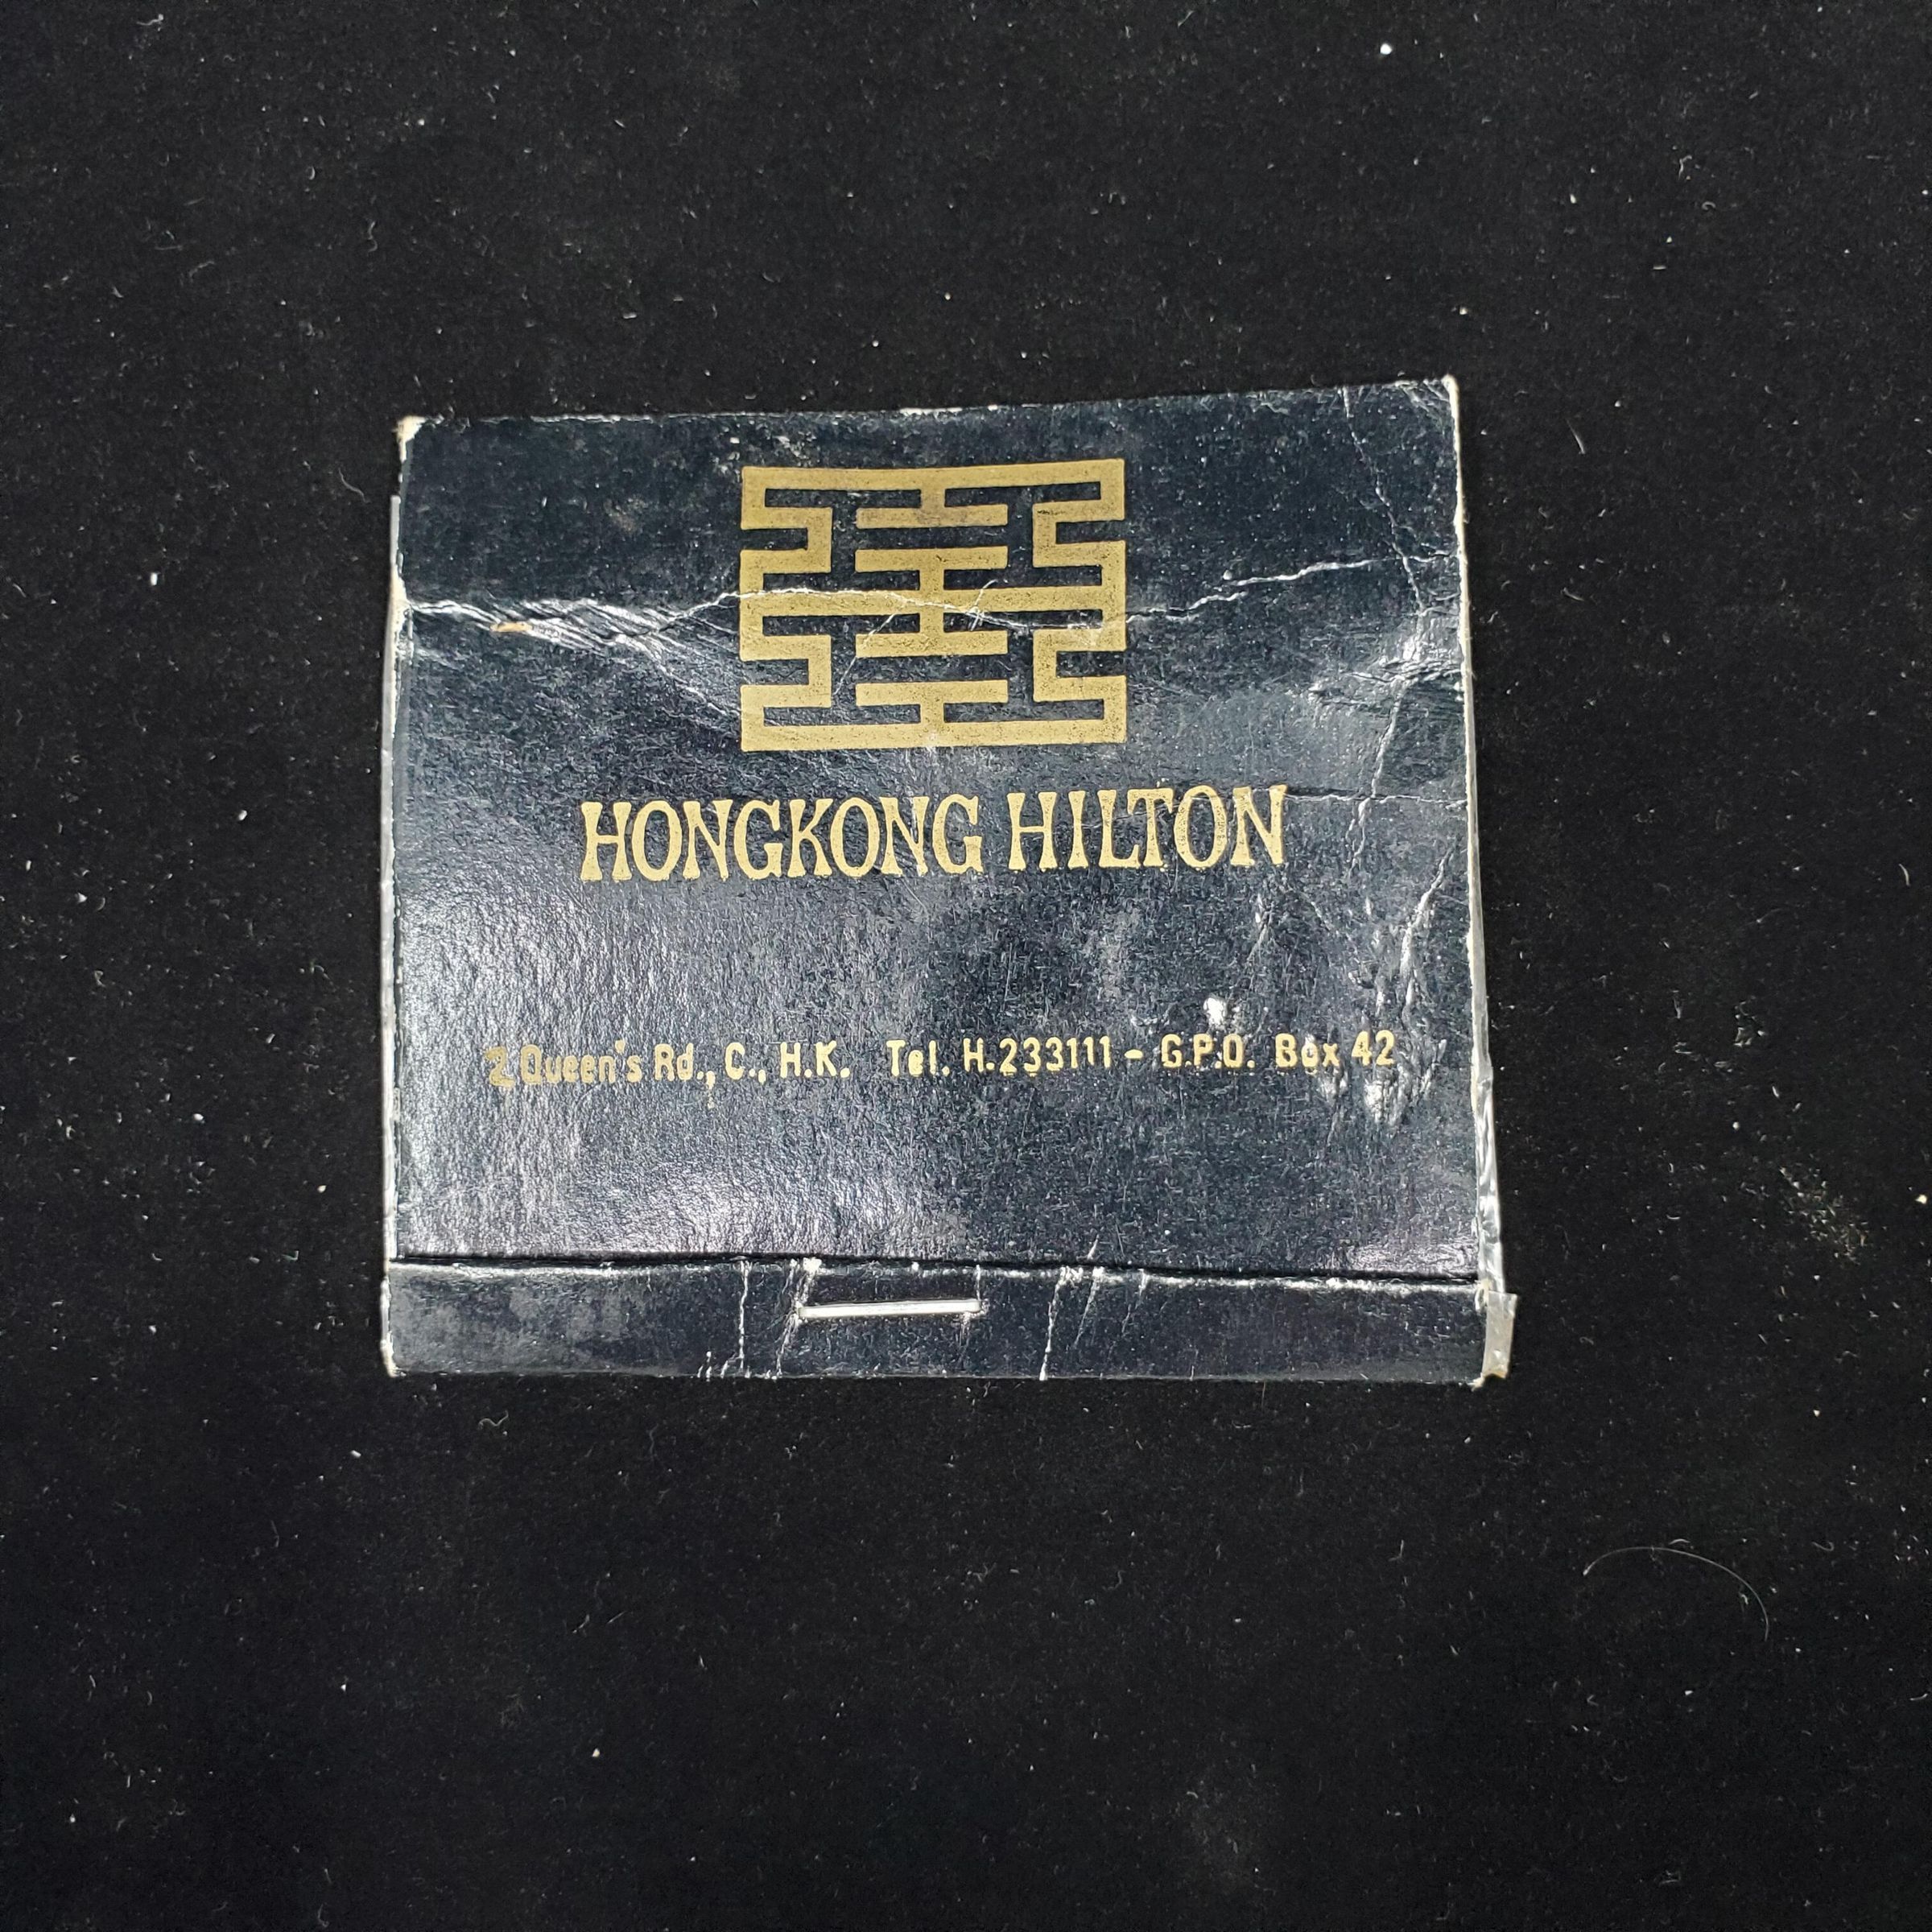 HONGKONG HILTON
2 Queen's Rd., C., H.K. Tel. H.233111 - G.P.O. Box 42